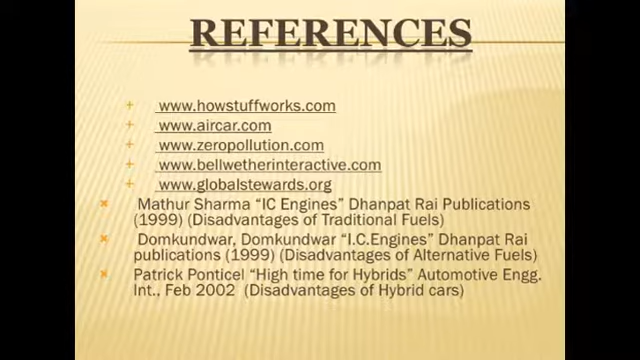 REFERENCES
www.howstuffworks.com
www.aircar.com
www.zeropollution.com
www.bellwetherinteractive.com
www.globalstewards.org
Mathur Sharma “IC Engines” Dhanpat Rai Publications
(1999) (Disadvantages of Traditional Fuels)
Domkundwar, Domkundwar “I.C.Engines” Dhanpat Rai
publications (1999) (Disadvantages of Alternative Fuels)
Patrick Ponticel “High time for Hybrids” Automotive Engg.
Int., Feb 2002 (Disadvantages of Hybrid cars)